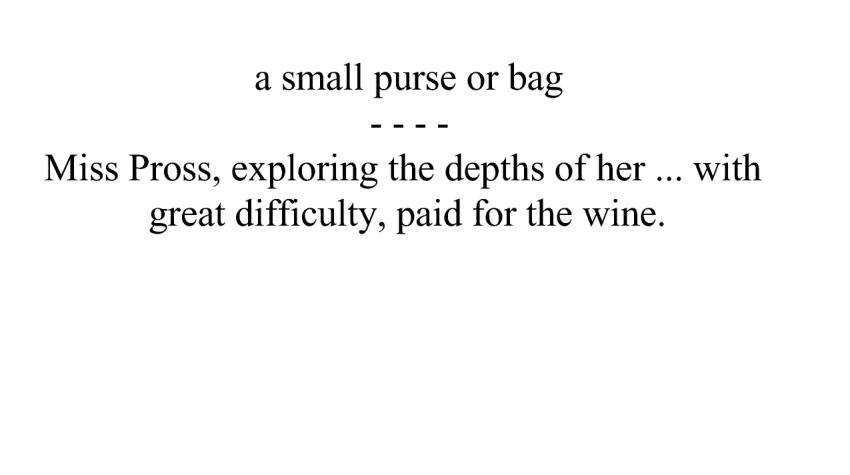 a small purse or bag
- - - -
Miss Pross, exploring the depths of her ... with
great difficulty, paid for the wine.